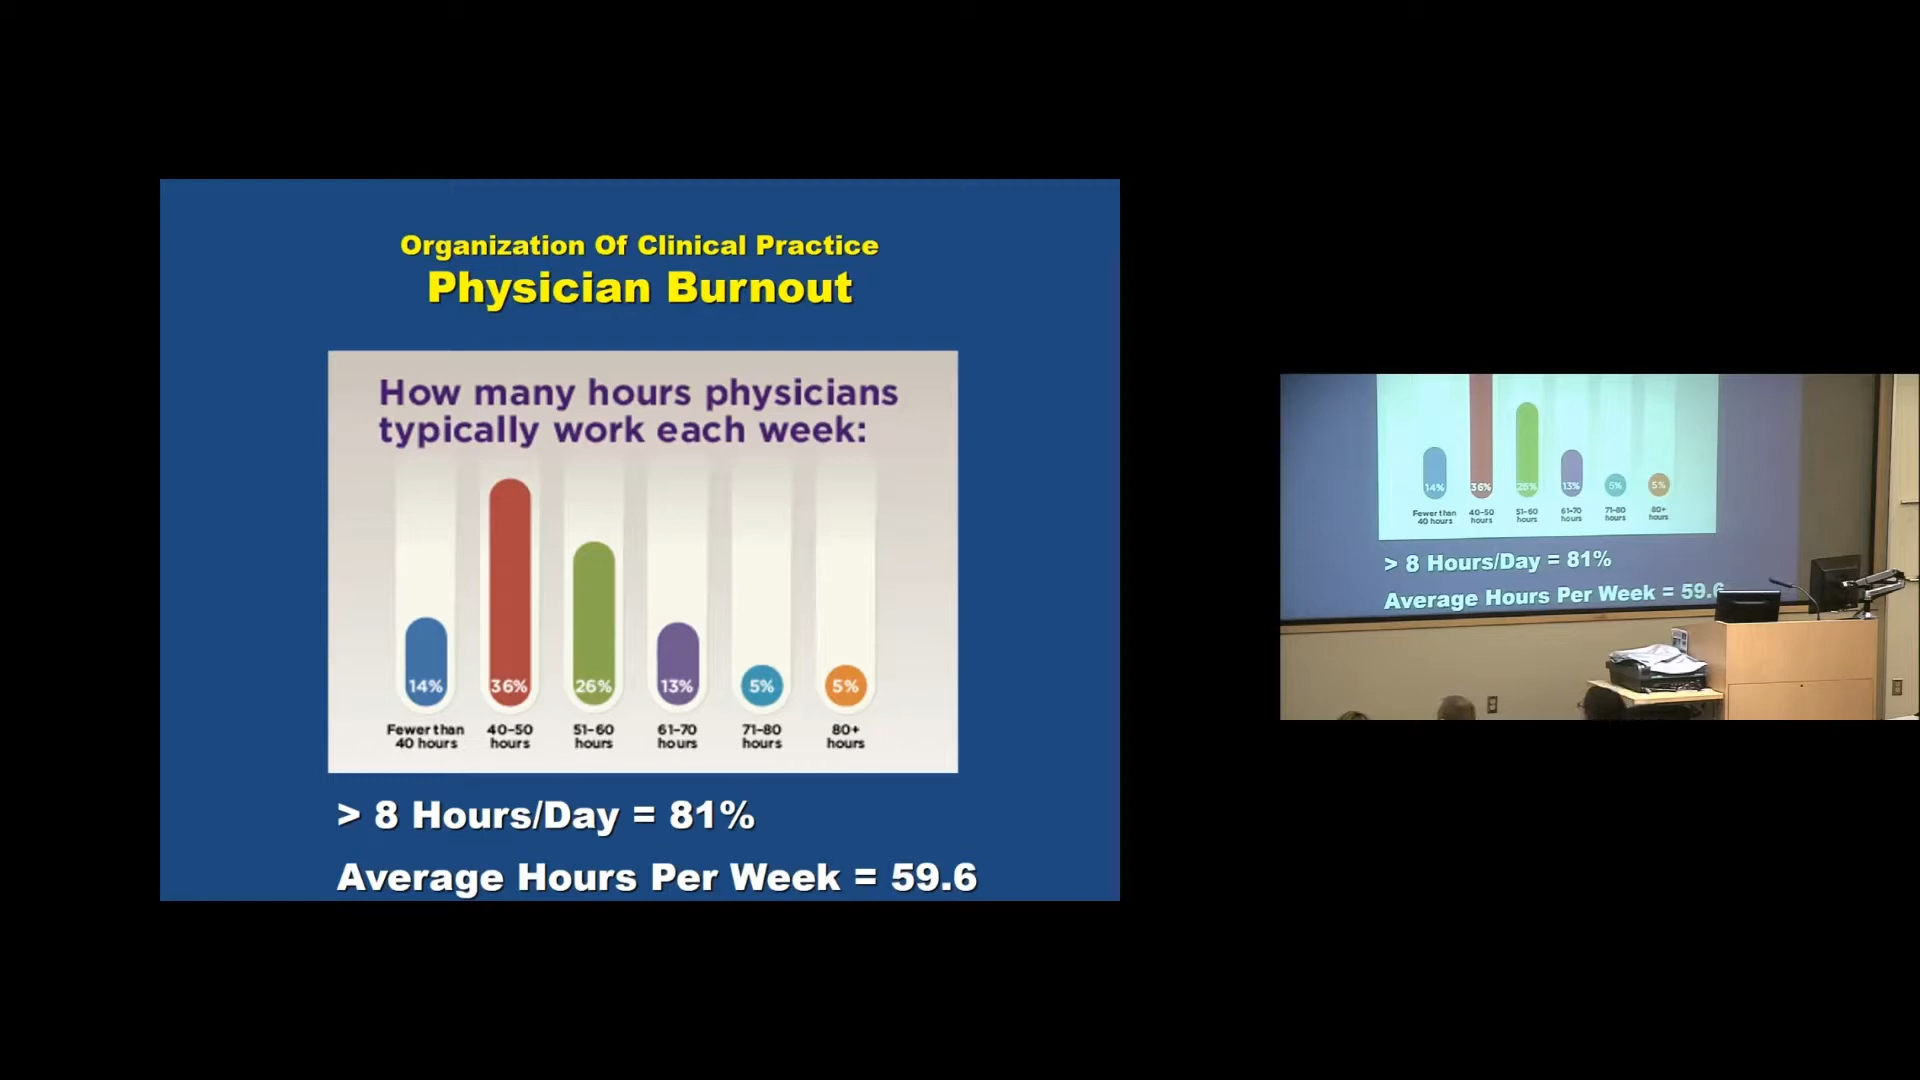 Organization Of Clinical Practice
Physician Burnout
How many hours physicians
typically work each week:
14% 36% 26% 13% 5% 5%
Fewer than 40-50 51-60 61-70 71-80 80+
40 hours hours hours hours hours hours
> 8 Hours/Day = 81%
Average Hours Per Week = 59.6
14% 36% 26% 13% 5% 5%
Fewer than 40-50 51-60 61-70 71-80 80+
40 hours hours hours hours hours hours
> 8 Hours/Day = 81%
Average Hours Per Week = 59.6